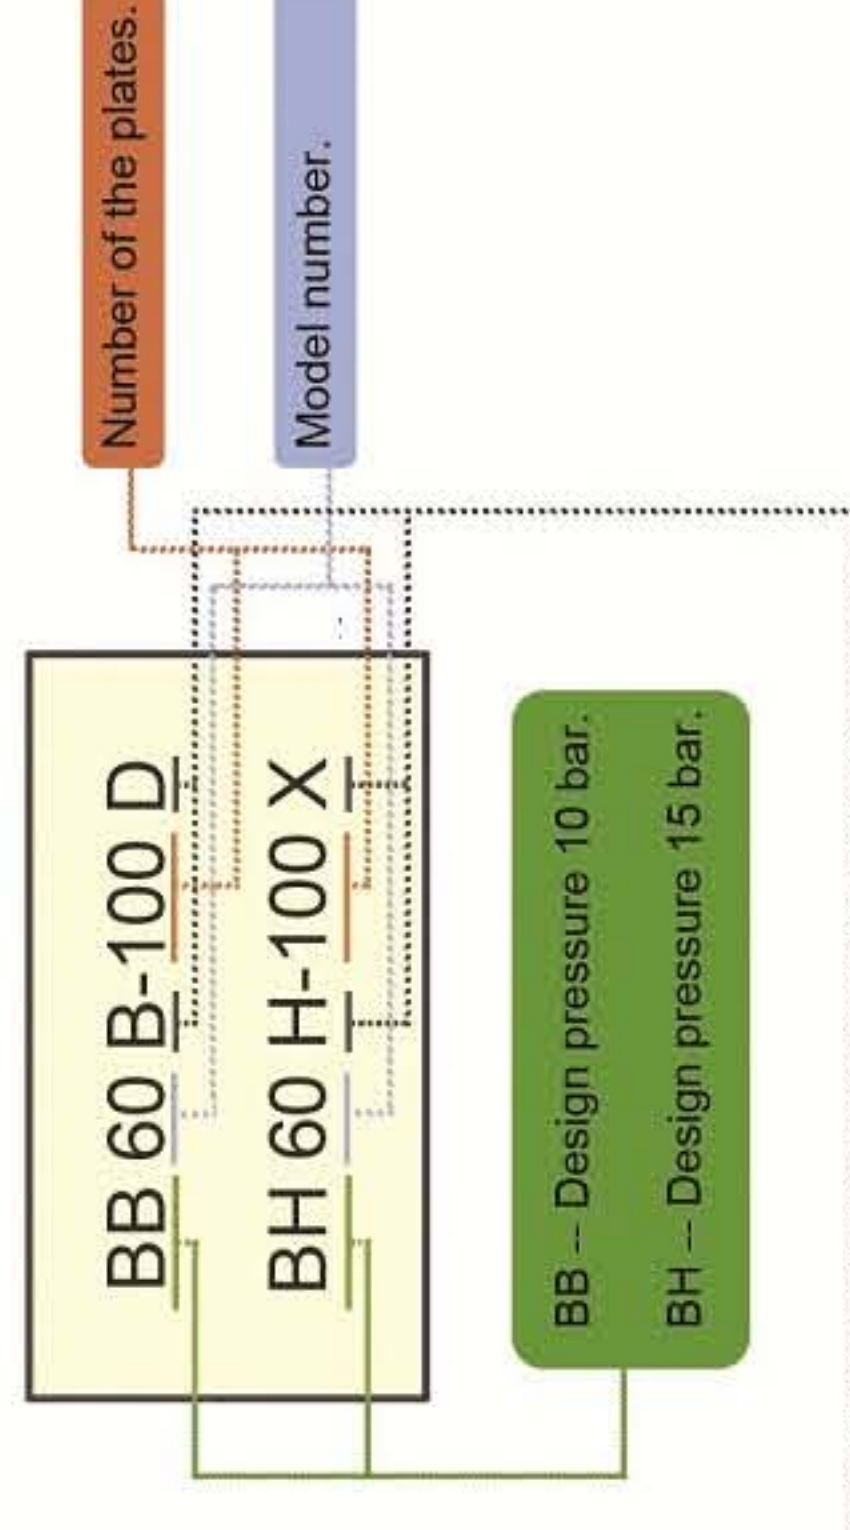 Number of the plates.
Model number.
BB 60 B-100 D
BH 60 H-100 X
BB -- Design pressure 10 bar.
BH -- Design pressure 15 bar.